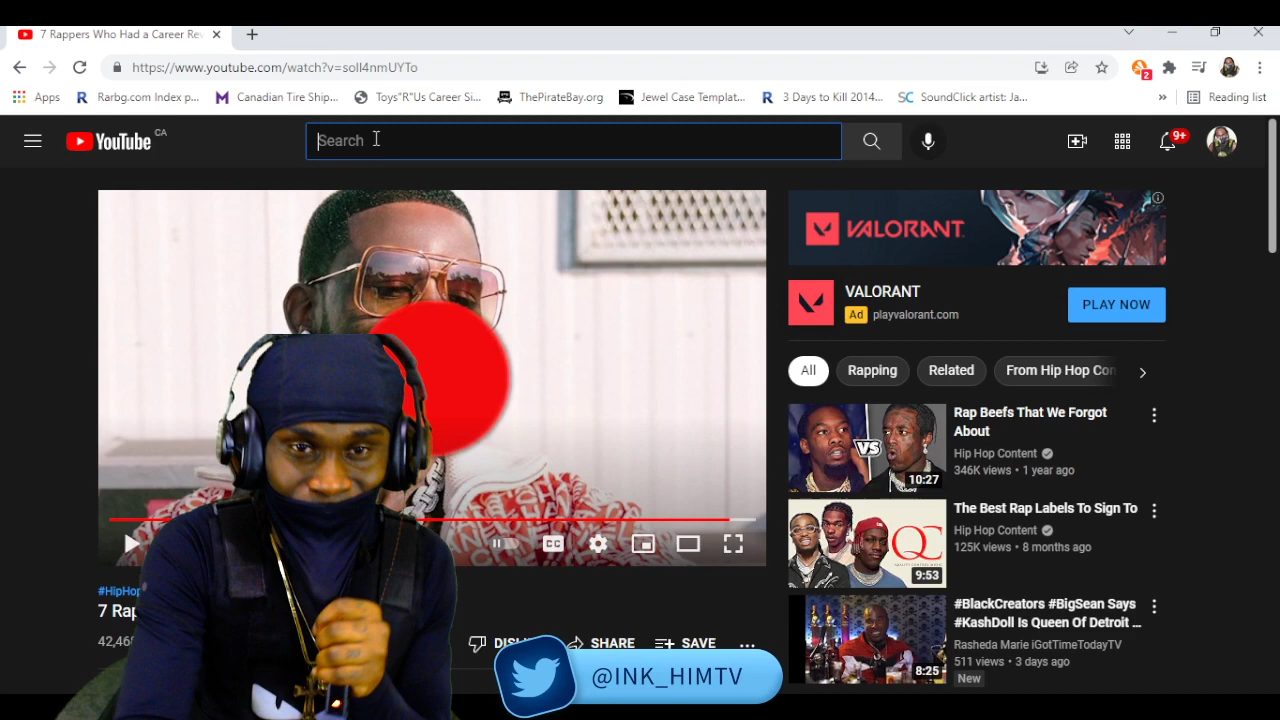 7 Rappers Who Had a Career Rev
https://www.youtube.com/watch?v=soll4nmUYTo
2
Apps
Rarbg.com Index p...
Canadian Tire Ship...
Toys"R"Us Career Si...
ThePirateBay.org
Jewel Case Templat...
3 Days to Kill 2014...
SoundClick artist: Ja...
»
Reading list
YouTube CA
Search
9+
VALORANT
VALORANT
Ad playvalorant.com
PLAY NOW
All
Rapping
Related
From Hip Hop Con
Rap Beefs That We Forgot
About
Hip Hop Content
346K views • 1 year ago
VS
10:27
The Best Rap Labels To Sign To
Hip Hop Content
125K views • 8 months ago
QC
9:53
#BlackCreators #BigSean Says
#KashDoll Is Queen Of Detroit ...
Rasheda Marie iGotTimeTodayTV
511 views • 3 days ago
New
8:25
CC
#HipHop
7 Rap
42,46
DISLI
SHARE
SAVE
...
@INK_HIMTV